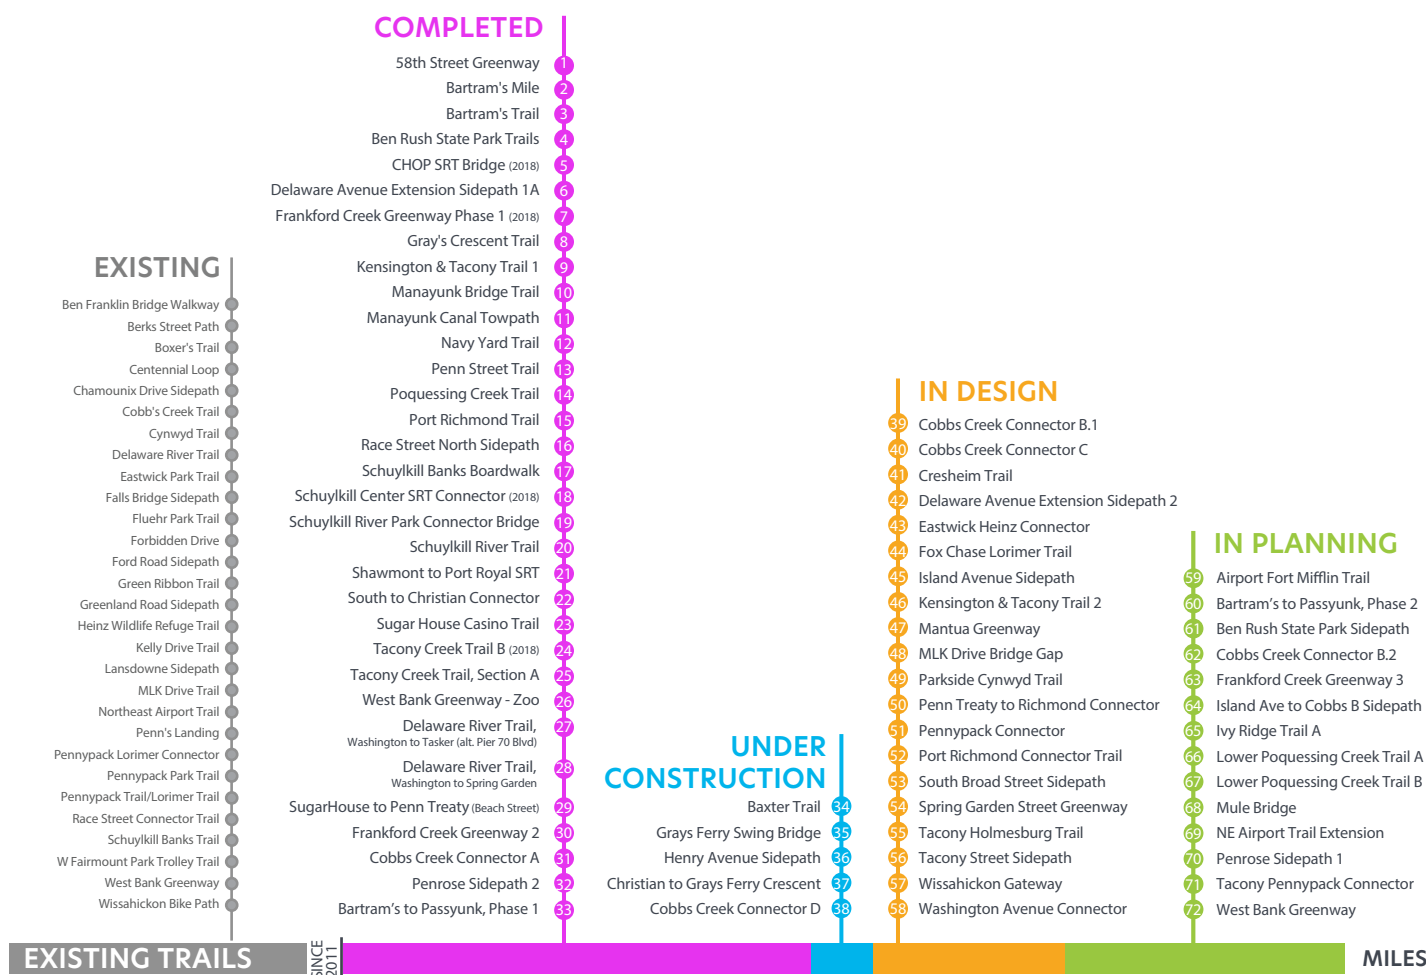 COMPLETED
58th Street Greenway 1
Bartram's Mile 2
Bartram's Trail 3
Ben Rush State Park Trails 4
CHOP SRT Bridge (2018) 5
Delaware Avenue Extension Sidepath 1A 6
Frankford Creek Greenway Phase 1 (2018) 7
Gray's Crescent Trail 8
Kensington & Tacony Trail 1 9
Manayunk Bridge Trail 10
Manayunk Canal Towpath 11
Navy Yard Trail 12
Penn Street Trail 13
Poquessing Creek Trail 14
Port Richmond Trail 15
Race Street North Sidepath 16
Schuylkill Banks Boardwalk 17
Schuylkill Center SRT Connector (2018) 18
Schuylkill River Park Connector Bridge 19
Schuylkill River Trail 20
Shawmont to Port Royal SRT 21
South to Christian Connector 22
Sugar House Casino Trail 23
Tacony Creek Trail B (2018) 24
Tacony Creek Trail, Section A 25
West Bank Greenway - Zoo 26
Delaware River Trail, 27
Washington to Tasker (alt. Pier 70 Blvd)
Delaware River Trail, 28
Washington to Spring Garden
SugarHouse to Penn Treaty (Beach Street) 29
Frankford Creek Greenway 2 30
Cobbs Creek Connector A 31
Penrose Sidepath 2 32
Bartram’s to Passyunk, Phase 1 33
EXISTING
Ben Franklin Bridge Walkway
Berks Street Path
Boxer's Trail
Centennial Loop
Chamounix Drive Sidepath
Cobb's Creek Trail
Cynwyd Trail
Delaware River Trail
Eastwick Park Trail
Falls Bridge Sidepath
Fluehr Park Trail
Forbidden Drive
Ford Road Sidepath
Green Ribbon Trail
Greenland Road Sidepath
Heinz Wildlife Refuge Trail
Kelly Drive Trail
Lansdowne Sidepath
MLK Drive Trail
Northeast Airport Trail
Penn's Landing
Pennypack Lorimer Connector
Pennypack Park Trail
Pennypack Trail/Lorimer Trail
Race Street Connector Trail
Schuylkill Banks Trail
W Fairmount Park Trolley Trail
West Bank Greenway
Wissahickon Bike Path
UNDER
CONSTRUCTION
Baxter Trail 34
Grays Ferry Swing Bridge 35
Henry Avenue Sidepath 36
Christian to Grays Ferry Crescent 37
Cobbs Creek Connector D 38
IN DESIGN
39 Cobbs Creek Connector B.1
40 Cobbs Creek Connector C
41 Cresheim Trail
42 Delaware Avenue Extension Sidepath 2
43 Eastwick Heinz Connector
44 Fox Chase Lorimer Trail
45 Island Avenue Sidepath
46 Kensington & Tacony Trail 2
47 Mantua Greenway
48 MLK Drive Bridge Gap
49 Parkside Cynwyd Trail
50 Penn Treaty to Richmond Connector
51 Pennypack Connector
52 Port Richmond Connector Trail
53 South Broad Street Sidepath
54 Spring Garden Street Greenway
55 Tacony Holmesburg Trail
56 Tacony Street Sidepath
57 Wissahickon Gateway
58 Washington Avenue Connector
IN PLANNING
59 Airport Fort Mifflin Trail
60 Bartram’s to Passyunk, Phase 2
61 Ben Rush State Park Sidepath
62 Cobbs Creek Connector B.2
63 Frankford Creek Greenway 3
64 Island Ave to Cobbs B Sidepath
65 Ivy Ridge Trail A
66 Lower Poquessing Creek Trail A
67 Lower Poquessing Creek Trail B
68 Mule Bridge
69 NE Airport Trail Extension
70 Penrose Sidepath 1
71 Tacony Pennypack Connector
72 West Bank Greenway
EXISTING TRAILS
SINCE
2011
MILES